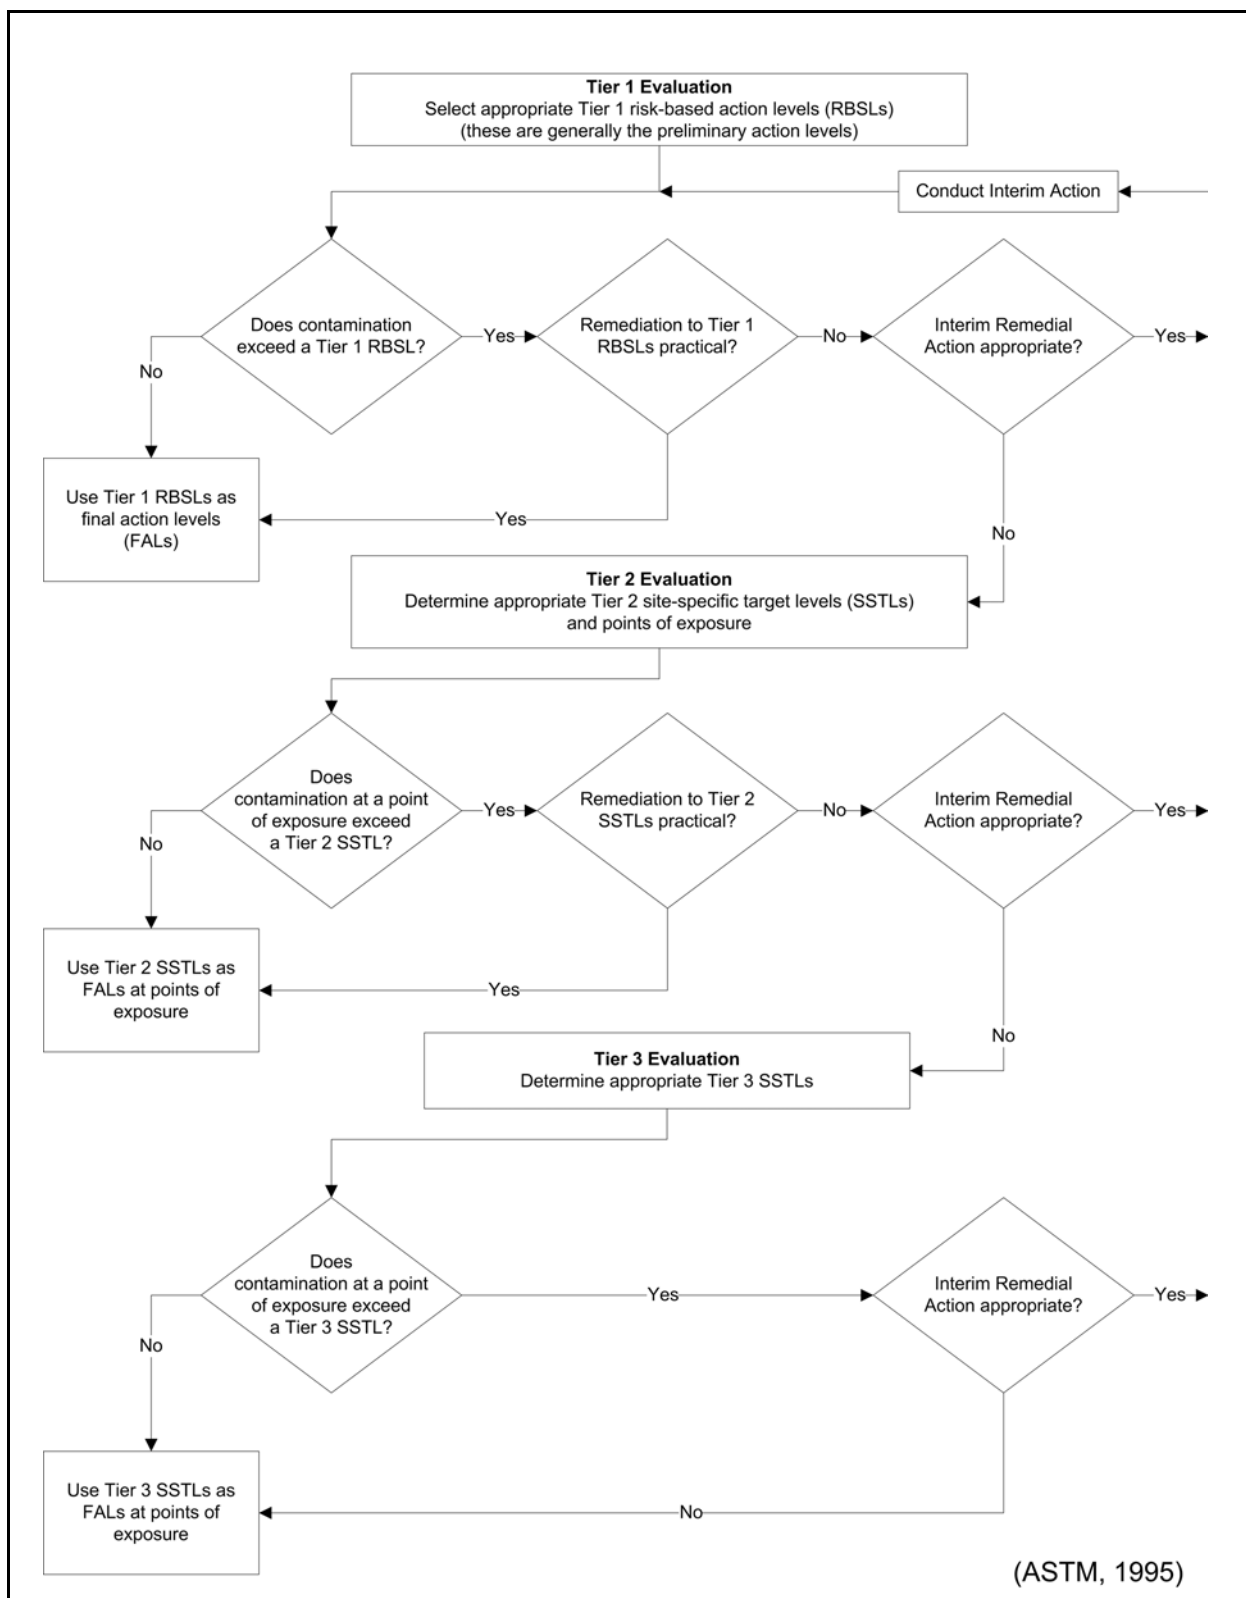 Tier 1 Evaluation
Select appropriate Tier 1 risk-based action levels (RBSLs)
(these are generally the preliminary action levels)
Conduct Interim Action
Does contamination
exceed a Tier 1 RBSL?
Yes
Remediation to Tier 1
RBSLs practical?
No
Interim Remedial
Action appropriate?
Yes
No
Use Tier 1 RBSLs as
final action levels
(FALs)
Yes
No
Tier 2 Evaluation
Determine appropriate Tier 2 site-specific target levels (SSTLs)
and points of exposure
Does
contamination at a point
of exposure exceed
a Tier 2 SSTL?
Yes
Remediation to Tier 2
SSTLs practical?
No
Interim Remedial
Action appropriate?
Yes
No
Use Tier 2 SSTLs as
FALs at points of
exposure
Yes
No
Tier 3 Evaluation
Determine appropriate Tier 3 SSTLs
Does
contamination at a point
of exposure exceed
a Tier 3 SSTL?
Yes
Interim Remedial
Action appropriate?
Yes
No
Use Tier 3 SSTLs as
FALs at points of
exposure
No
(ASTM, 1995)